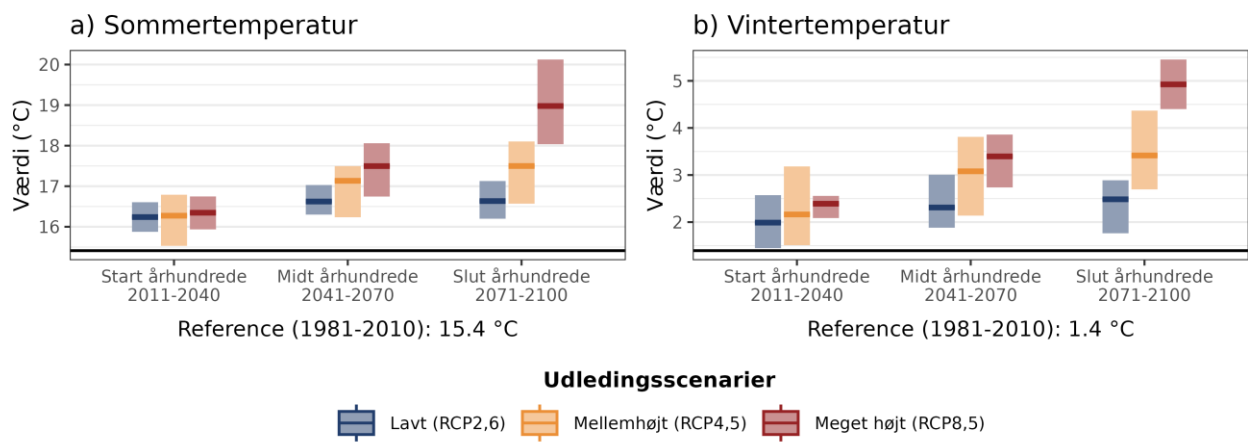 a) Sommertemperatur
Værdi (°C)
20
19
18
17
16
Start århundrede
2011-2040
Midt århundrede
2041-2070
Slut århundrede
2071-2100
Reference (1981-2010): 15.4 °C
b) Vintertemperatur
Værdi (°C)
5
4
3
2
Start århundrede
2011-2040
Midt århundrede
2041-2070
Slut århundrede
2071-2100
Reference (1981-2010): 1.4 °C
Udledingsscenarier
Lavt (RCP2,6)
Mellemhøjt (RCP4,5)
Meget højt (RCP8,5)